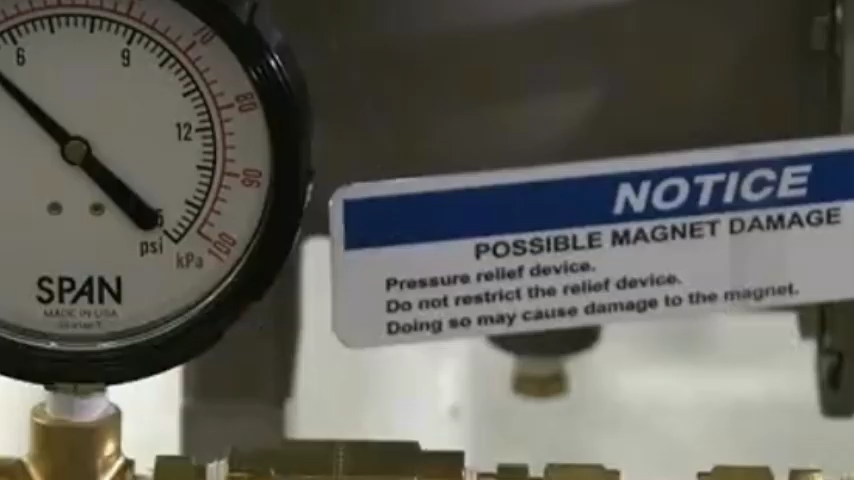 6
9
12
70
80
90
100
psi
kPa
SPAN
MADE IN USA
NOTICE
POSSIBLE MAGNET DAMAGE
Pressure relief device.
Do not restrict the relief device.
Doing so may cause damage to the magnet.